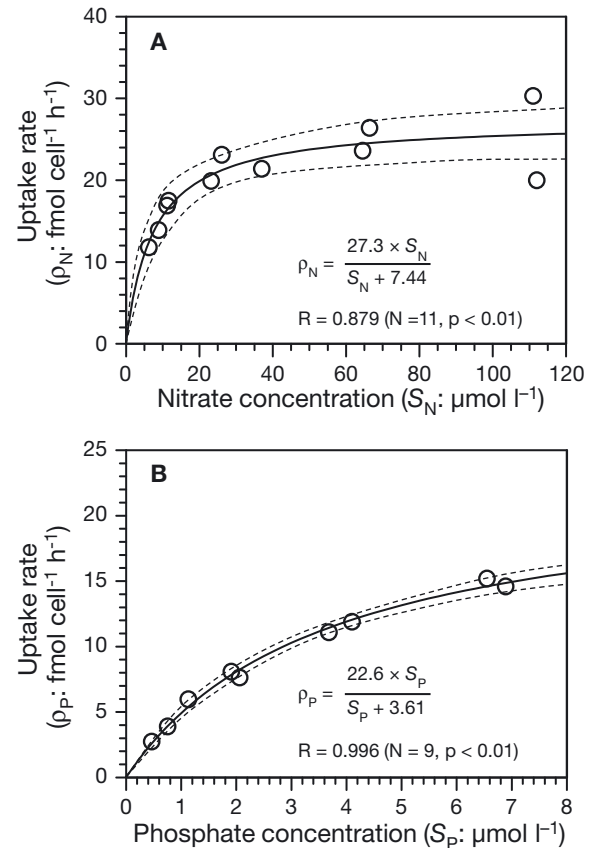 A
40
30
20
10
0
Uptake rate
(ρN: fmol cell⁻¹ h⁻¹)
ρN = 27.3 × SN / SN + 7.44
R = 0.879 (N =11, p < 0.01)
0 20 40 60 80 100 120
Nitrate concentration (SN: μmol l⁻¹)
B
25
20
15
10
5
0
Uptake rate
(ρP: fmol cell⁻¹ h⁻¹)
ρP = 22.6 × SP / SP + 3.61
R = 0.996 (N = 9, p < 0.01)
0 1 2 3 4 5 6 7 8
Phosphate concentration (SP: μmol l⁻¹)